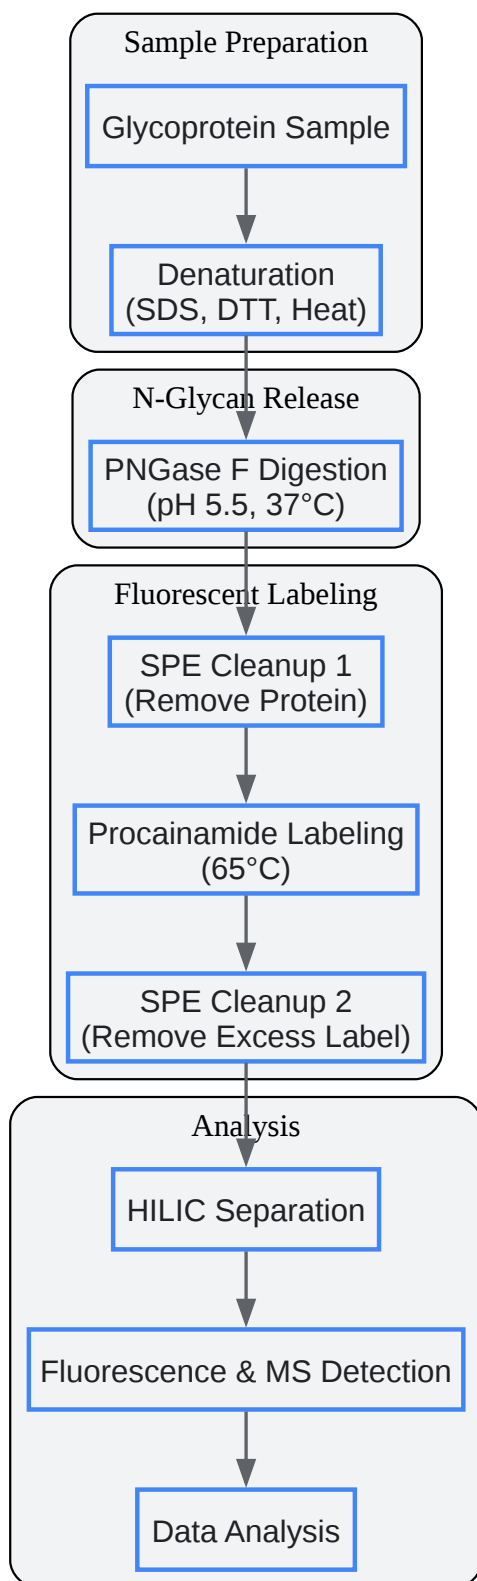 Sample Preparation
Glycoprotein Sample
Denaturation
(SDS, DTT, Heat)
N-Glycan Release
PNGase F Digestion
(pH 5.5, 37°C)
Fluorescent Labeling
SPE Cleanup 1
(Remove Protein)
Procainamide Labeling
(65°C)
SPE Cleanup 2
(Remove Excess Label)
Analysis
HILIC Separation
Fluorescence & MS Detection
Data Analysis